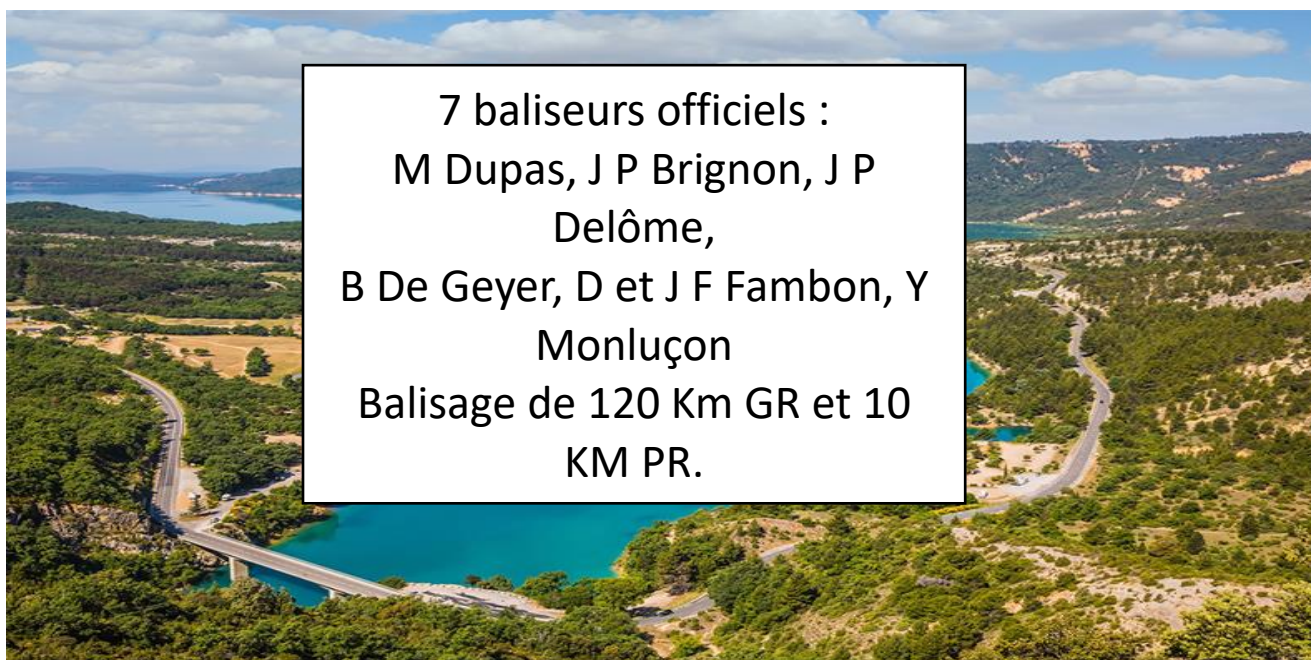 7 baliseurs officiels :
M Dupas, J P Brignon, J P
Delôme,
B De Geyer, D et J F Fambon, Y
Monluçon
Balisage de 120 Km GR et 10
KM PR.